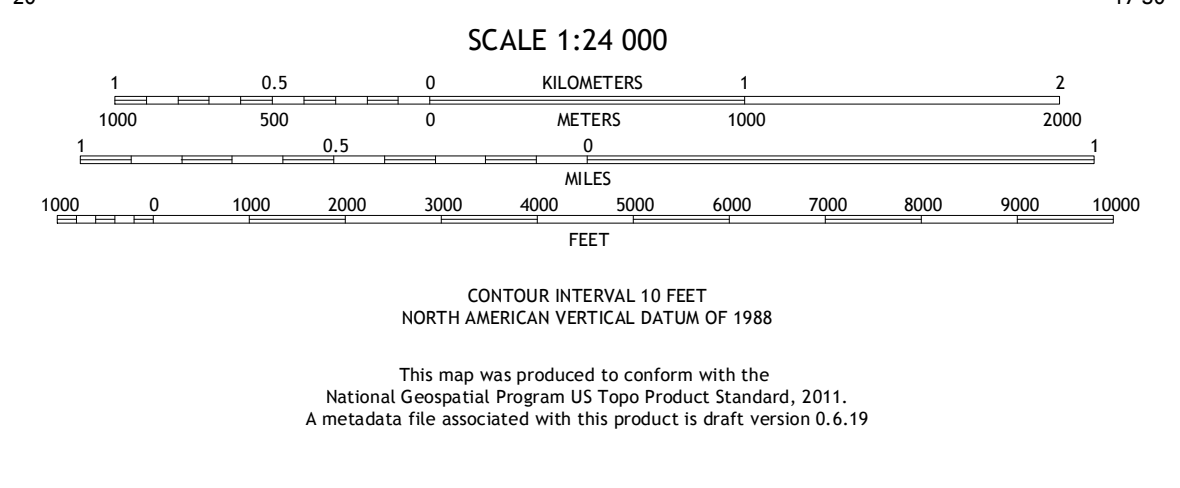 SCALE 1:24 000
1 0.5 0 KILOMETERS 1 2
1000 500 0 METERS 1000 2000
1 0.5 0 1
MILES
1000 0 1000 2000 3000 4000 5000 6000 7000 8000 9000 10000
FEET
CONTOUR INTERVAL 10 FEET
NORTH AMERICAN VERTICAL DATUM OF 1988
This map was produced to conform with the
National Geospatial Program US Topo Product Standard, 2011.
A metadata file associated with this product is draft version 0.6.19